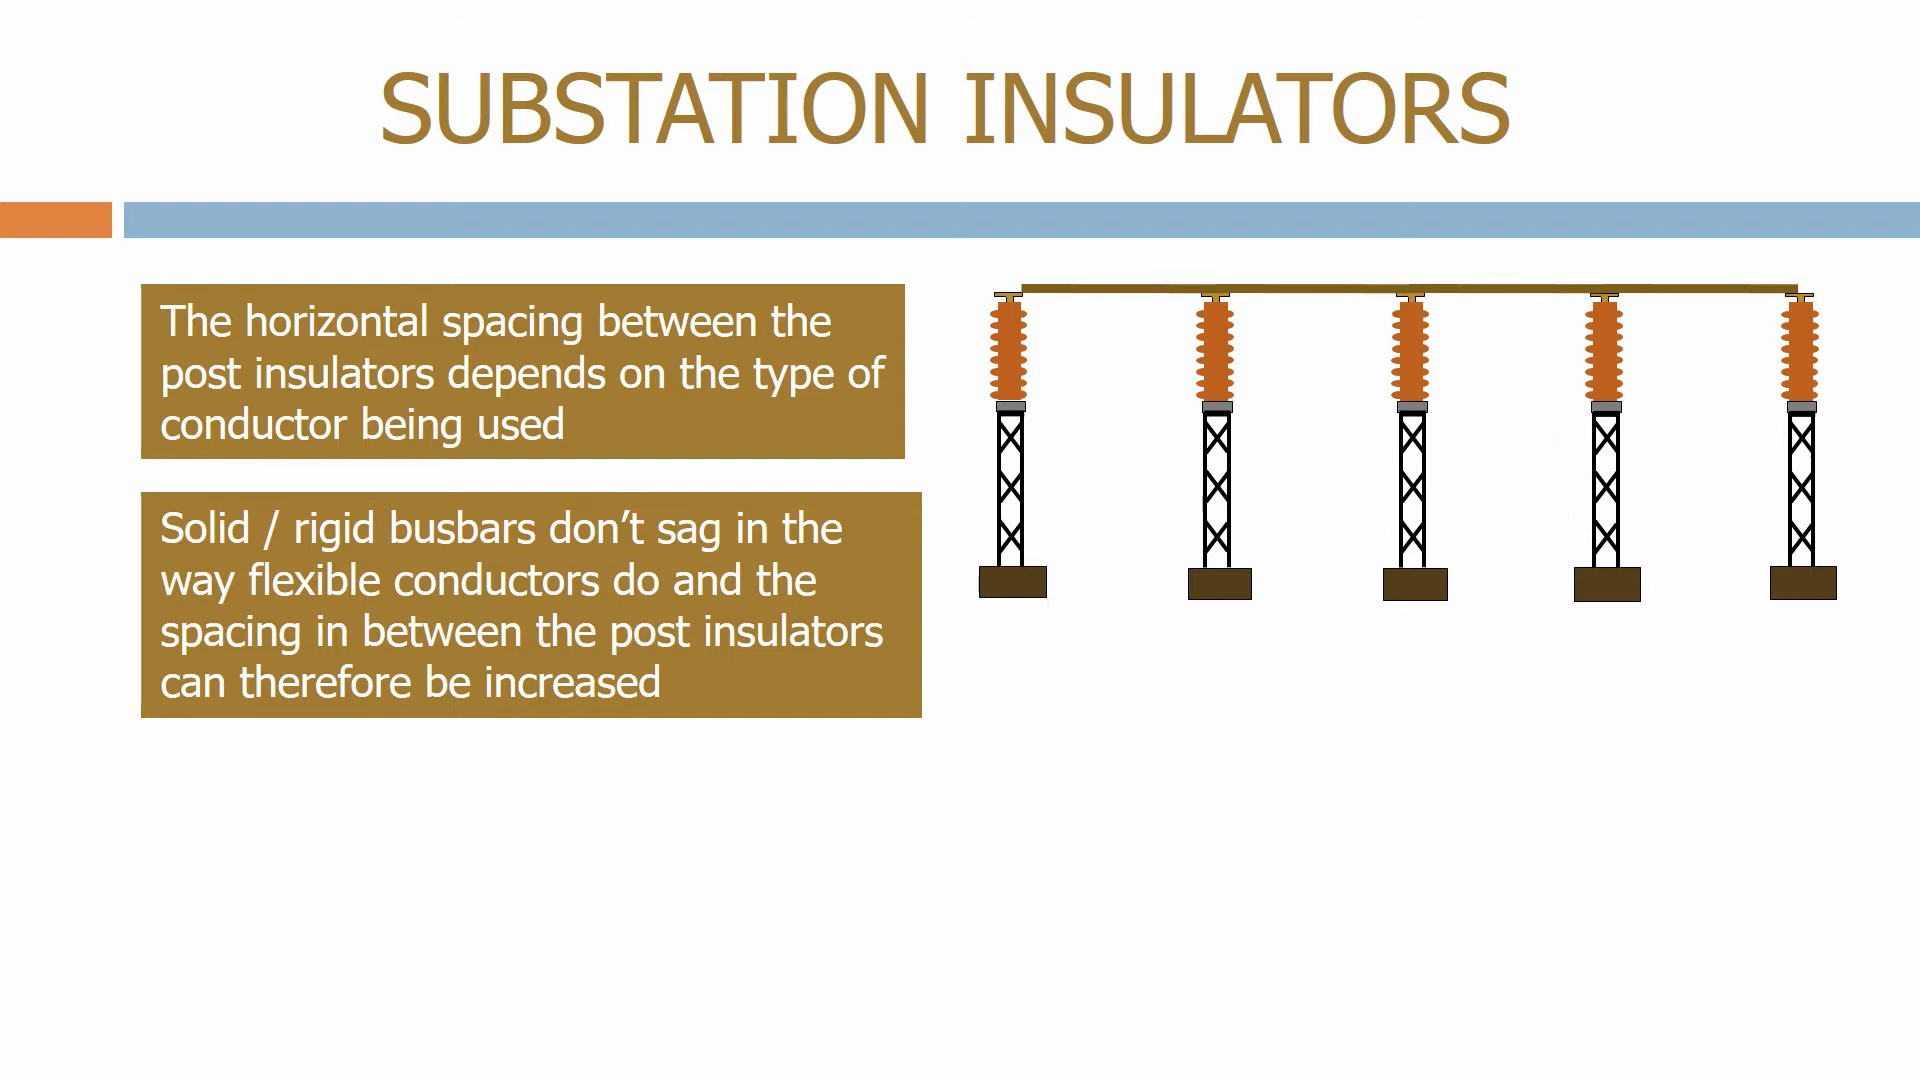 SUBSTATION INSULATORS
The horizontal spacing between the
post insulators depends on the type of
conductor being used
Solid / rigid busbars don’t sag in the
way flexible conductors do and the
spacing in between the post insulators
can therefore be increased